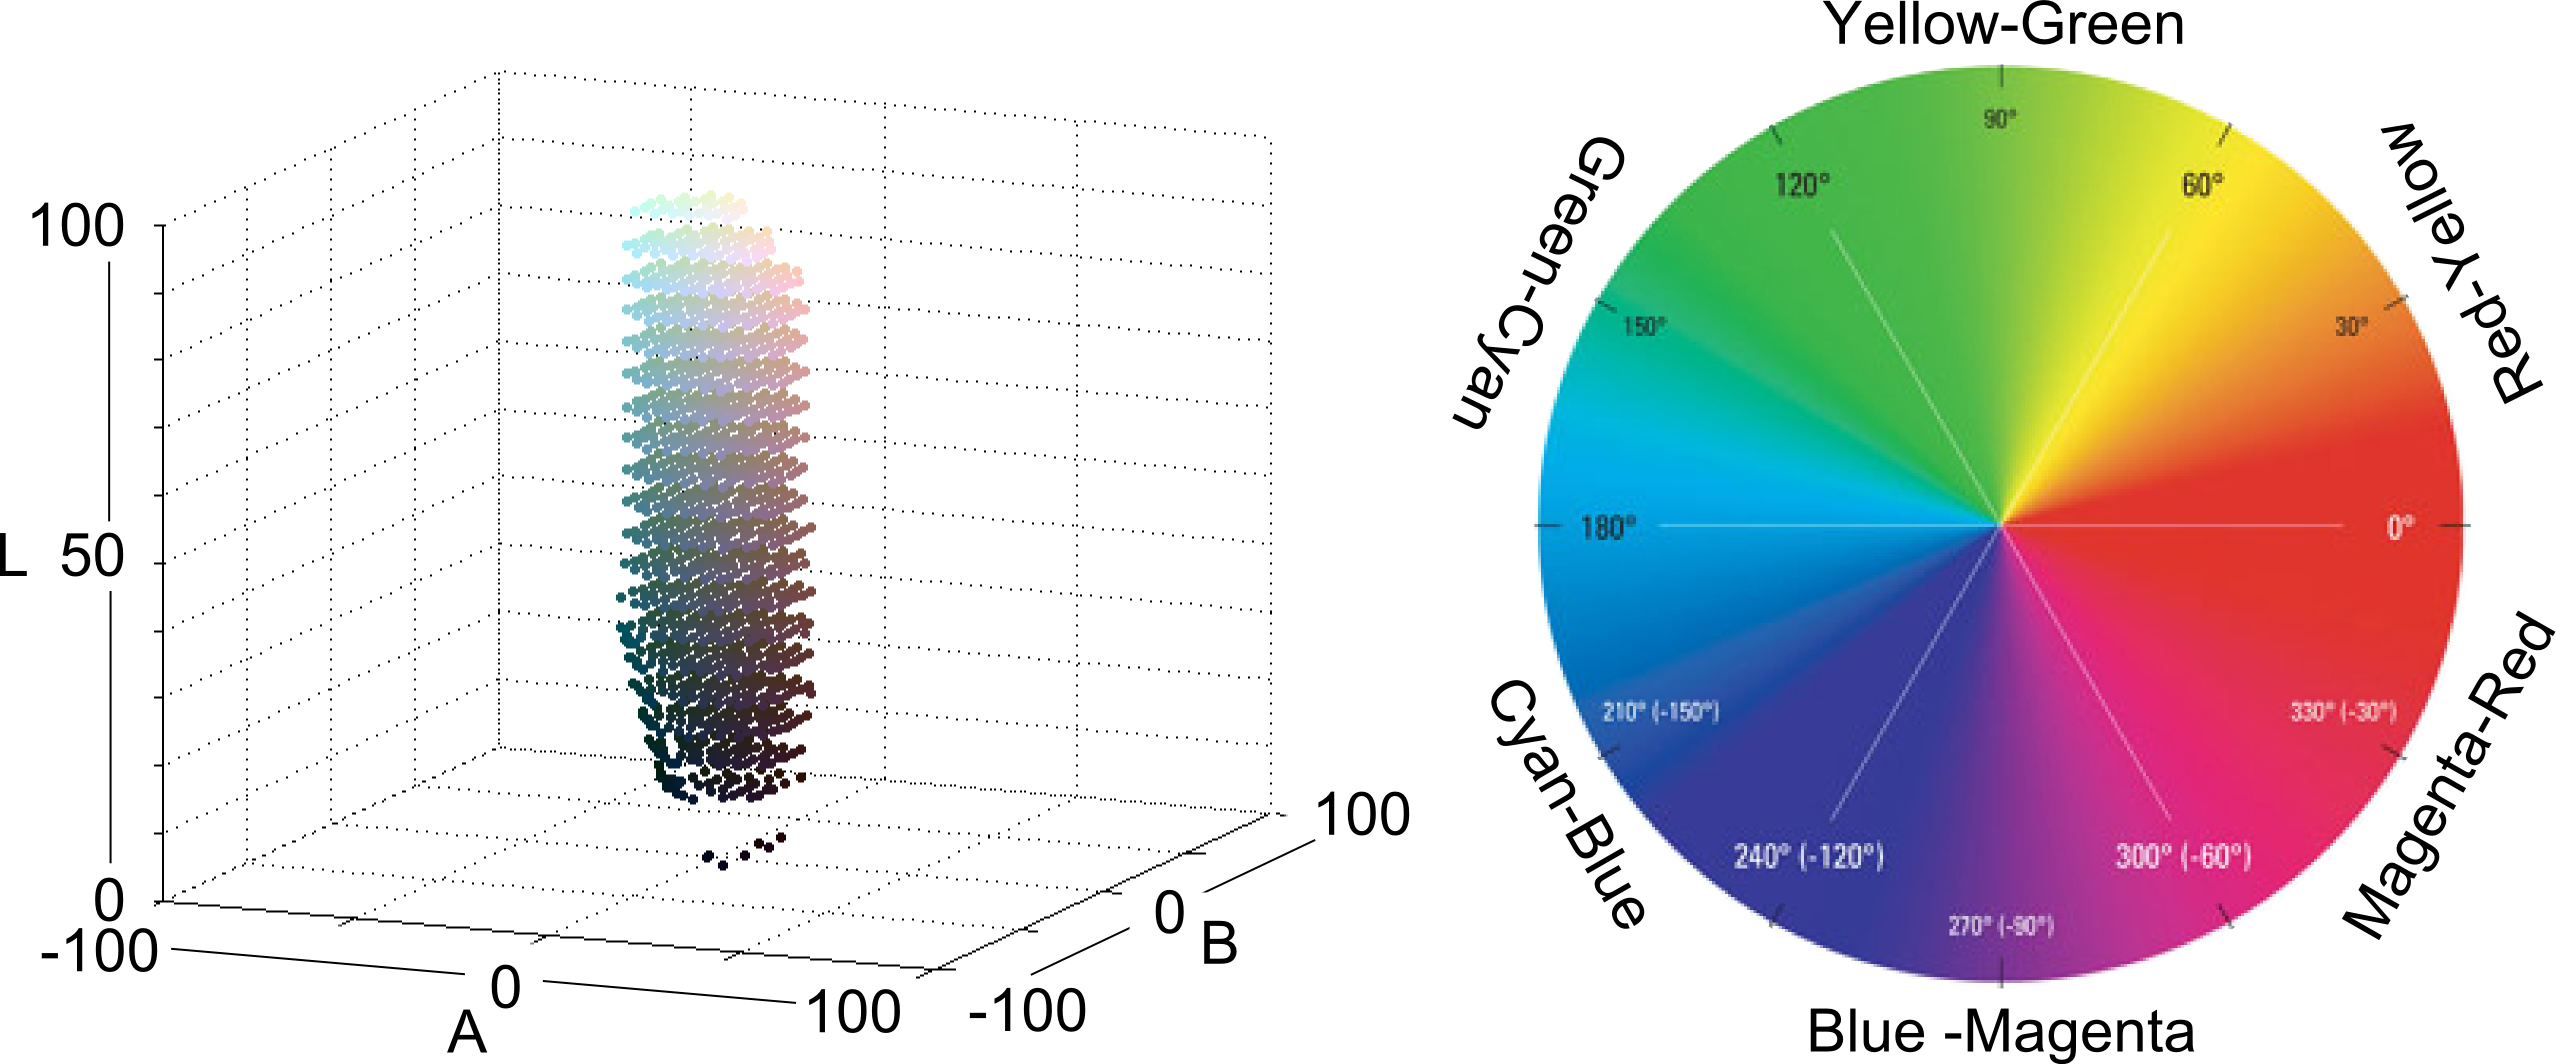 100
L 50
0
-100
0
100
A
-100
0
100
B
Yellow-Green
Red-Yellow
Green-Cyan
90°
120°
60°
150°
30°
180°
0°
210° (-150°)
330° (-30°)
240° (-120°)
300° (-60°)
270° (-90°)
Cyan-Blue
Magenta-Red
Blue -Magenta